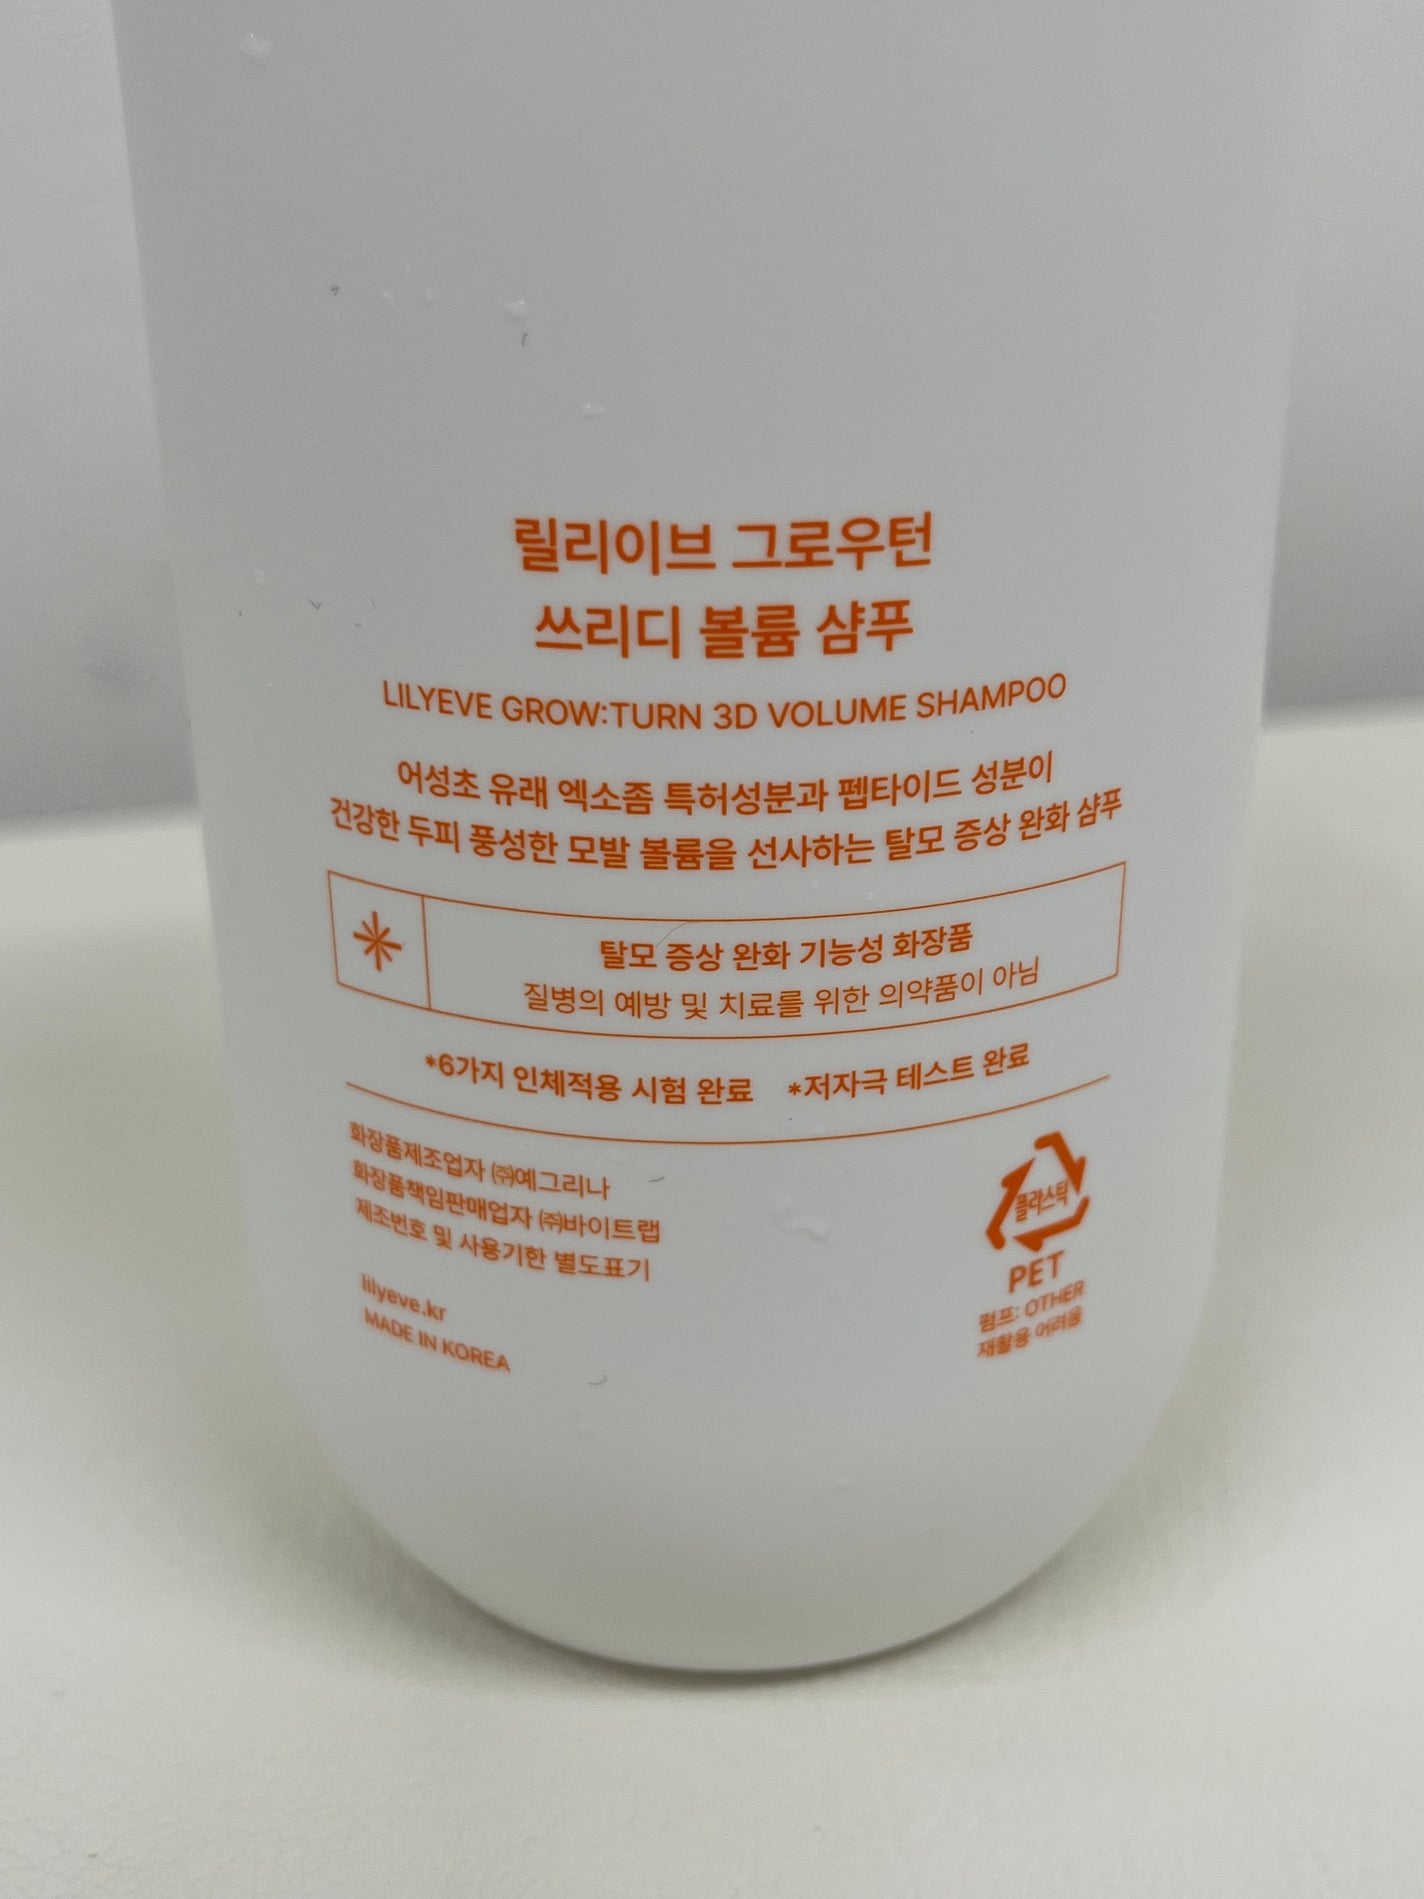 릴리이브 그로우턴
쓰리디 볼륨 샴푸
LILYEVE GROW:TURN 3D VOLUME SHAMPOO
어성초 유래 엑소좀 특허성분과 펩타이드 성분이
건강한 두피 풍성한 모발 볼륨을 선사하는 탈모 증상 완화 샴푸
탈모 증상 완화 기능성 화장품
질병의 예방 및 치료를 위한 의약품이 아님
*6가지 인체적용 시험 완료 *저자극 테스트 완료
화장품제조업자 ㈜예그리나
화장품책임판매업자 ㈜바이트랩
제조번호 및 사용기한 별도표기
lilyeve.kr
MADE IN KOREA
플라스틱
PET
펌프: OTHER
재활용 어려움